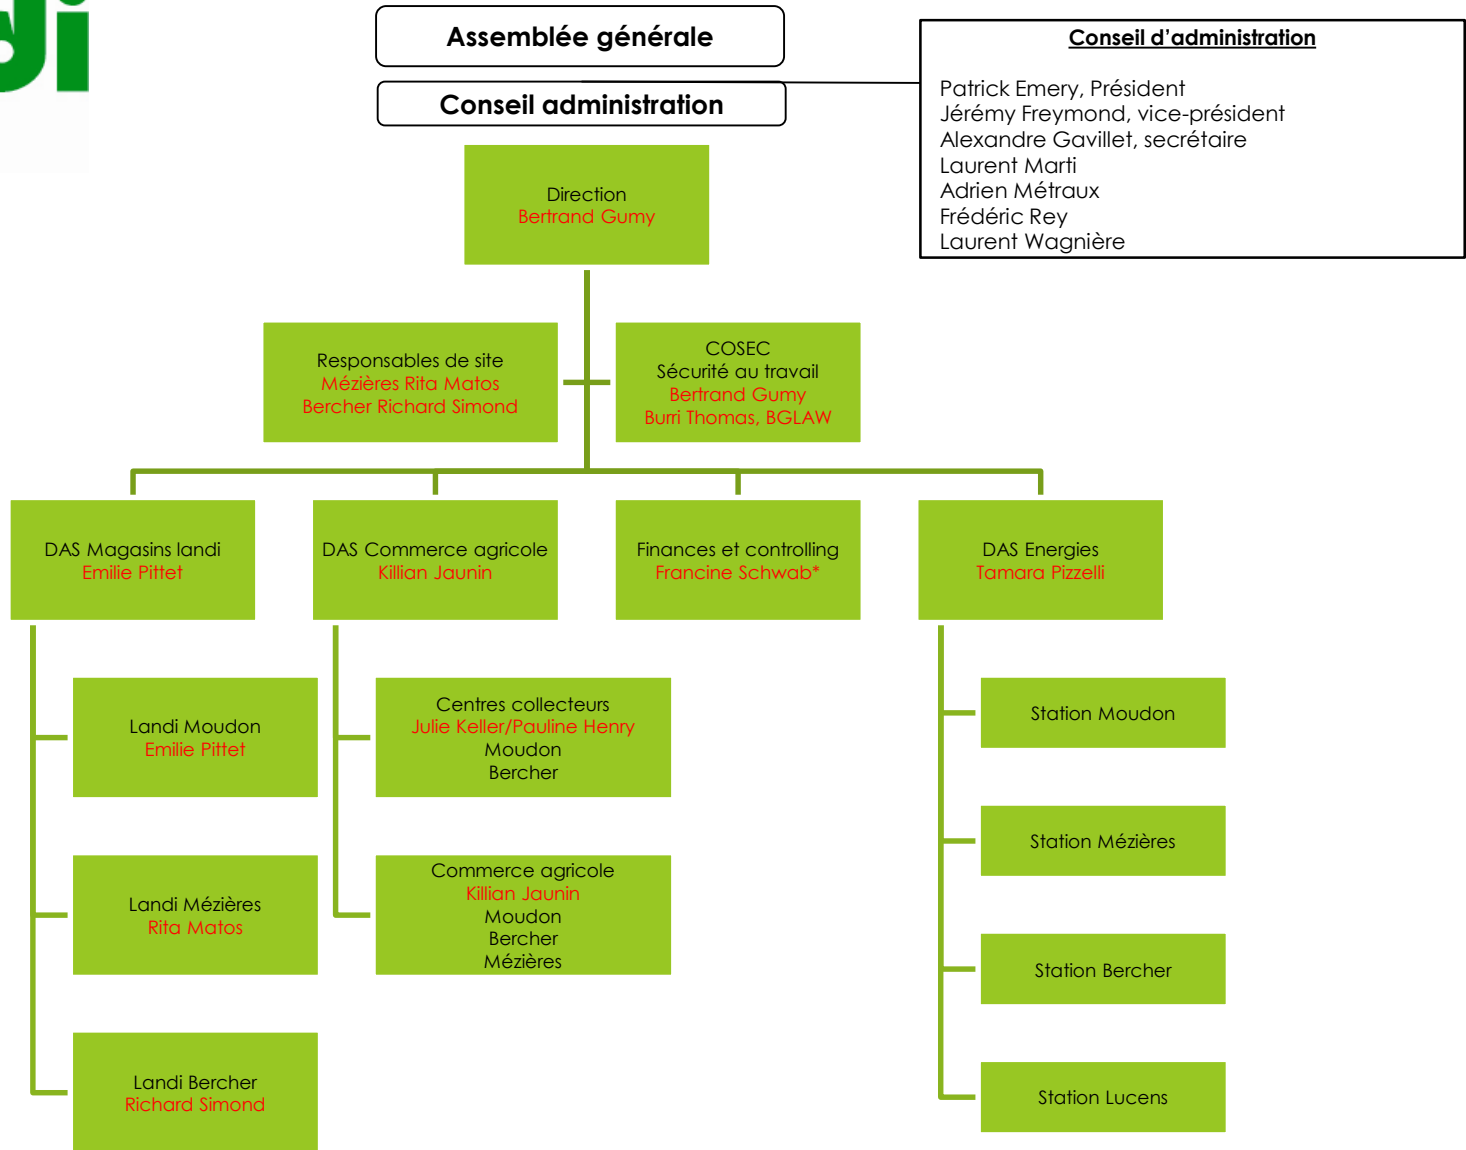 di
Assemblée générale
Conseil administration
Conseil d'administration
Patrick Emery, Président
Jérémy Freymond, vice-président
Alexandre Gavillet, secrétaire
Laurent Marti
Adrien Métraux
Frédéric Rey
Laurent Wagnière
Direction
Bertrand Gumy
Responsables de site
Mézières Rita Matos
Bercher Richard Simond
COSEC
Sécurité au travail
Bertrand Gumy
Burri Thomas, BGLAW
DAS Magasins landi
Emilie Pittet
DAS Commerce agricole
Killian Jaunin
Finances et controlling
Francine Schwab*
DAS Energies
Tamara Pizzelli
Landi Moudon
Emilie Pittet
Landi Mézières
Rita Matos
Landi Bercher
Richard Simond
Centres collecteurs
Julie Keller/Pauline Henry
Moudon
Bercher
Commerce agricole
Killian Jaunin
Moudon
Bercher
Mézières
Station Moudon
Station Mézières
Station Bercher
Station Lucens